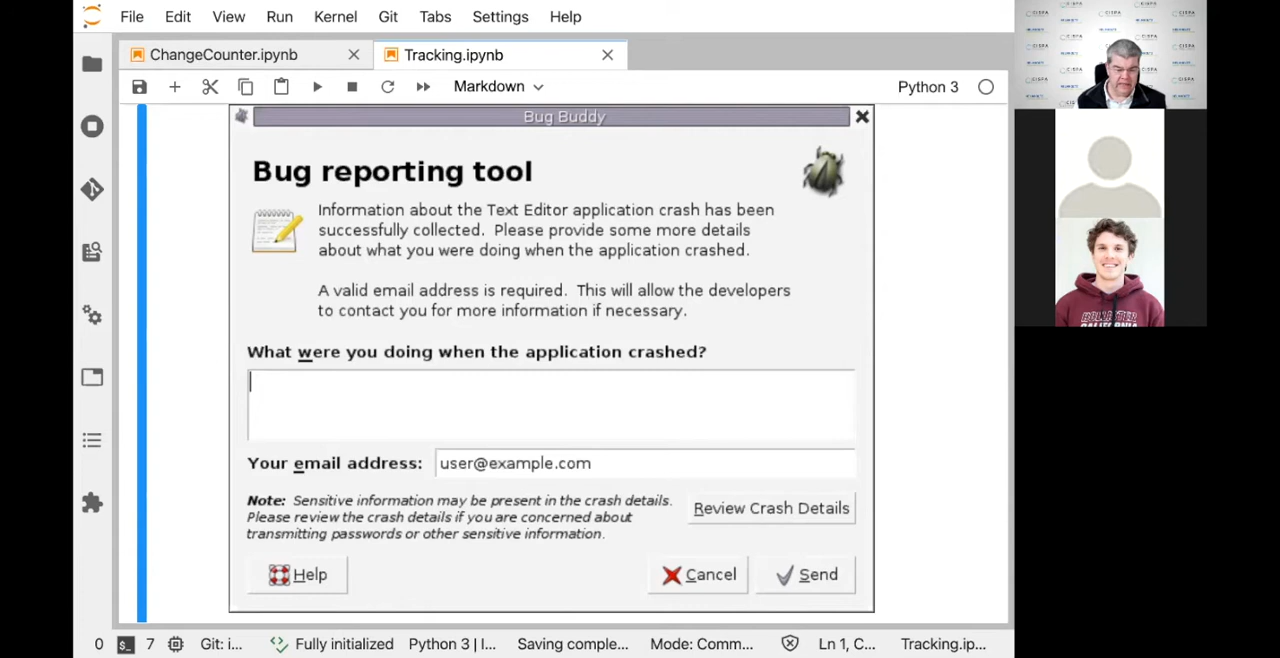 File Edit View Run Kernel Git Tabs Settings Help
ChangeCounter.ipynb
Tracking.ipynb
Markdown
Python 3
Bug Buddy
Bug reporting tool
Information about the Text Editor application crash has been
successfully collected. Please provide some more details
about what you were doing when the application crashed.
A valid email address is required. This will allow the developers
to contact you for more information if necessary.
What were you doing when the application crashed?
Your email address: user@example.com
Note: Sensitive information may be present in the crash details.
Please review the crash details if you are concerned about
transmitting passwords or other sensitive information.
Review Crash Details
Help
Cancel
Send
0 7 Git: i... Fully initialized Python 3 | I... Saving comple... Mode: Comm... Ln 1, C... Tracking.ip...
CISPA
HOLLISTER
CALIFORNIA